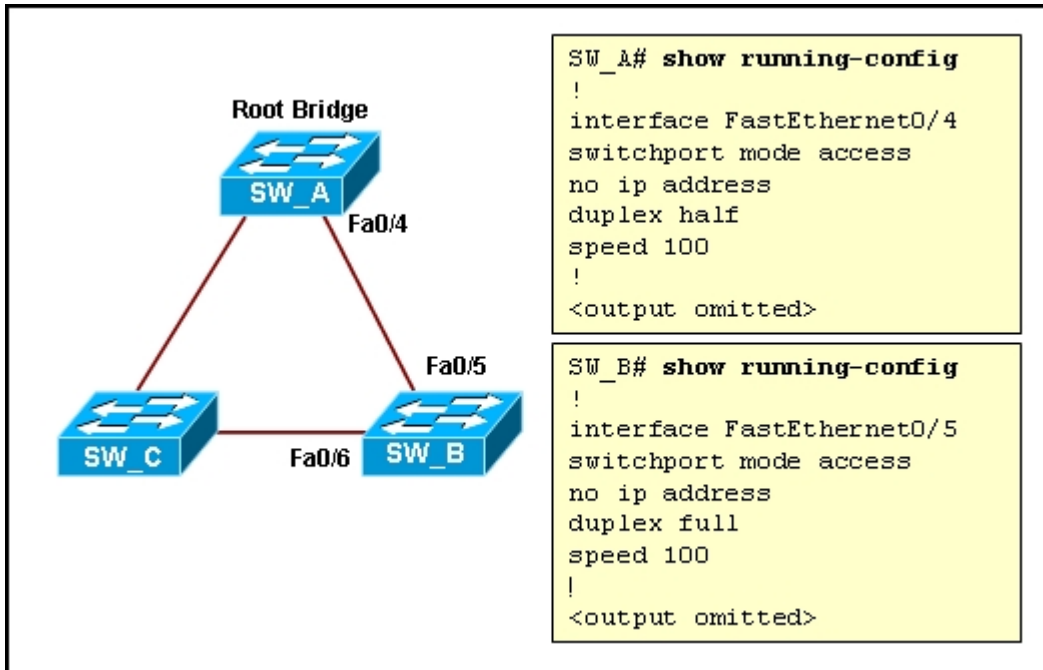 Root Bridge
SW_A
Fa0/4
Fa0/5
SW_C
Fa0/6
SW_B
SW_A# show running-config
!
interface FastEthernet0/4
switchport mode access
no ip address
duplex half
speed 100
!
<output omitted>
SW_B# show running-config
!
interface FastEthernet0/5
switchport mode access
no ip address
duplex full
speed 100
!
<output omitted>